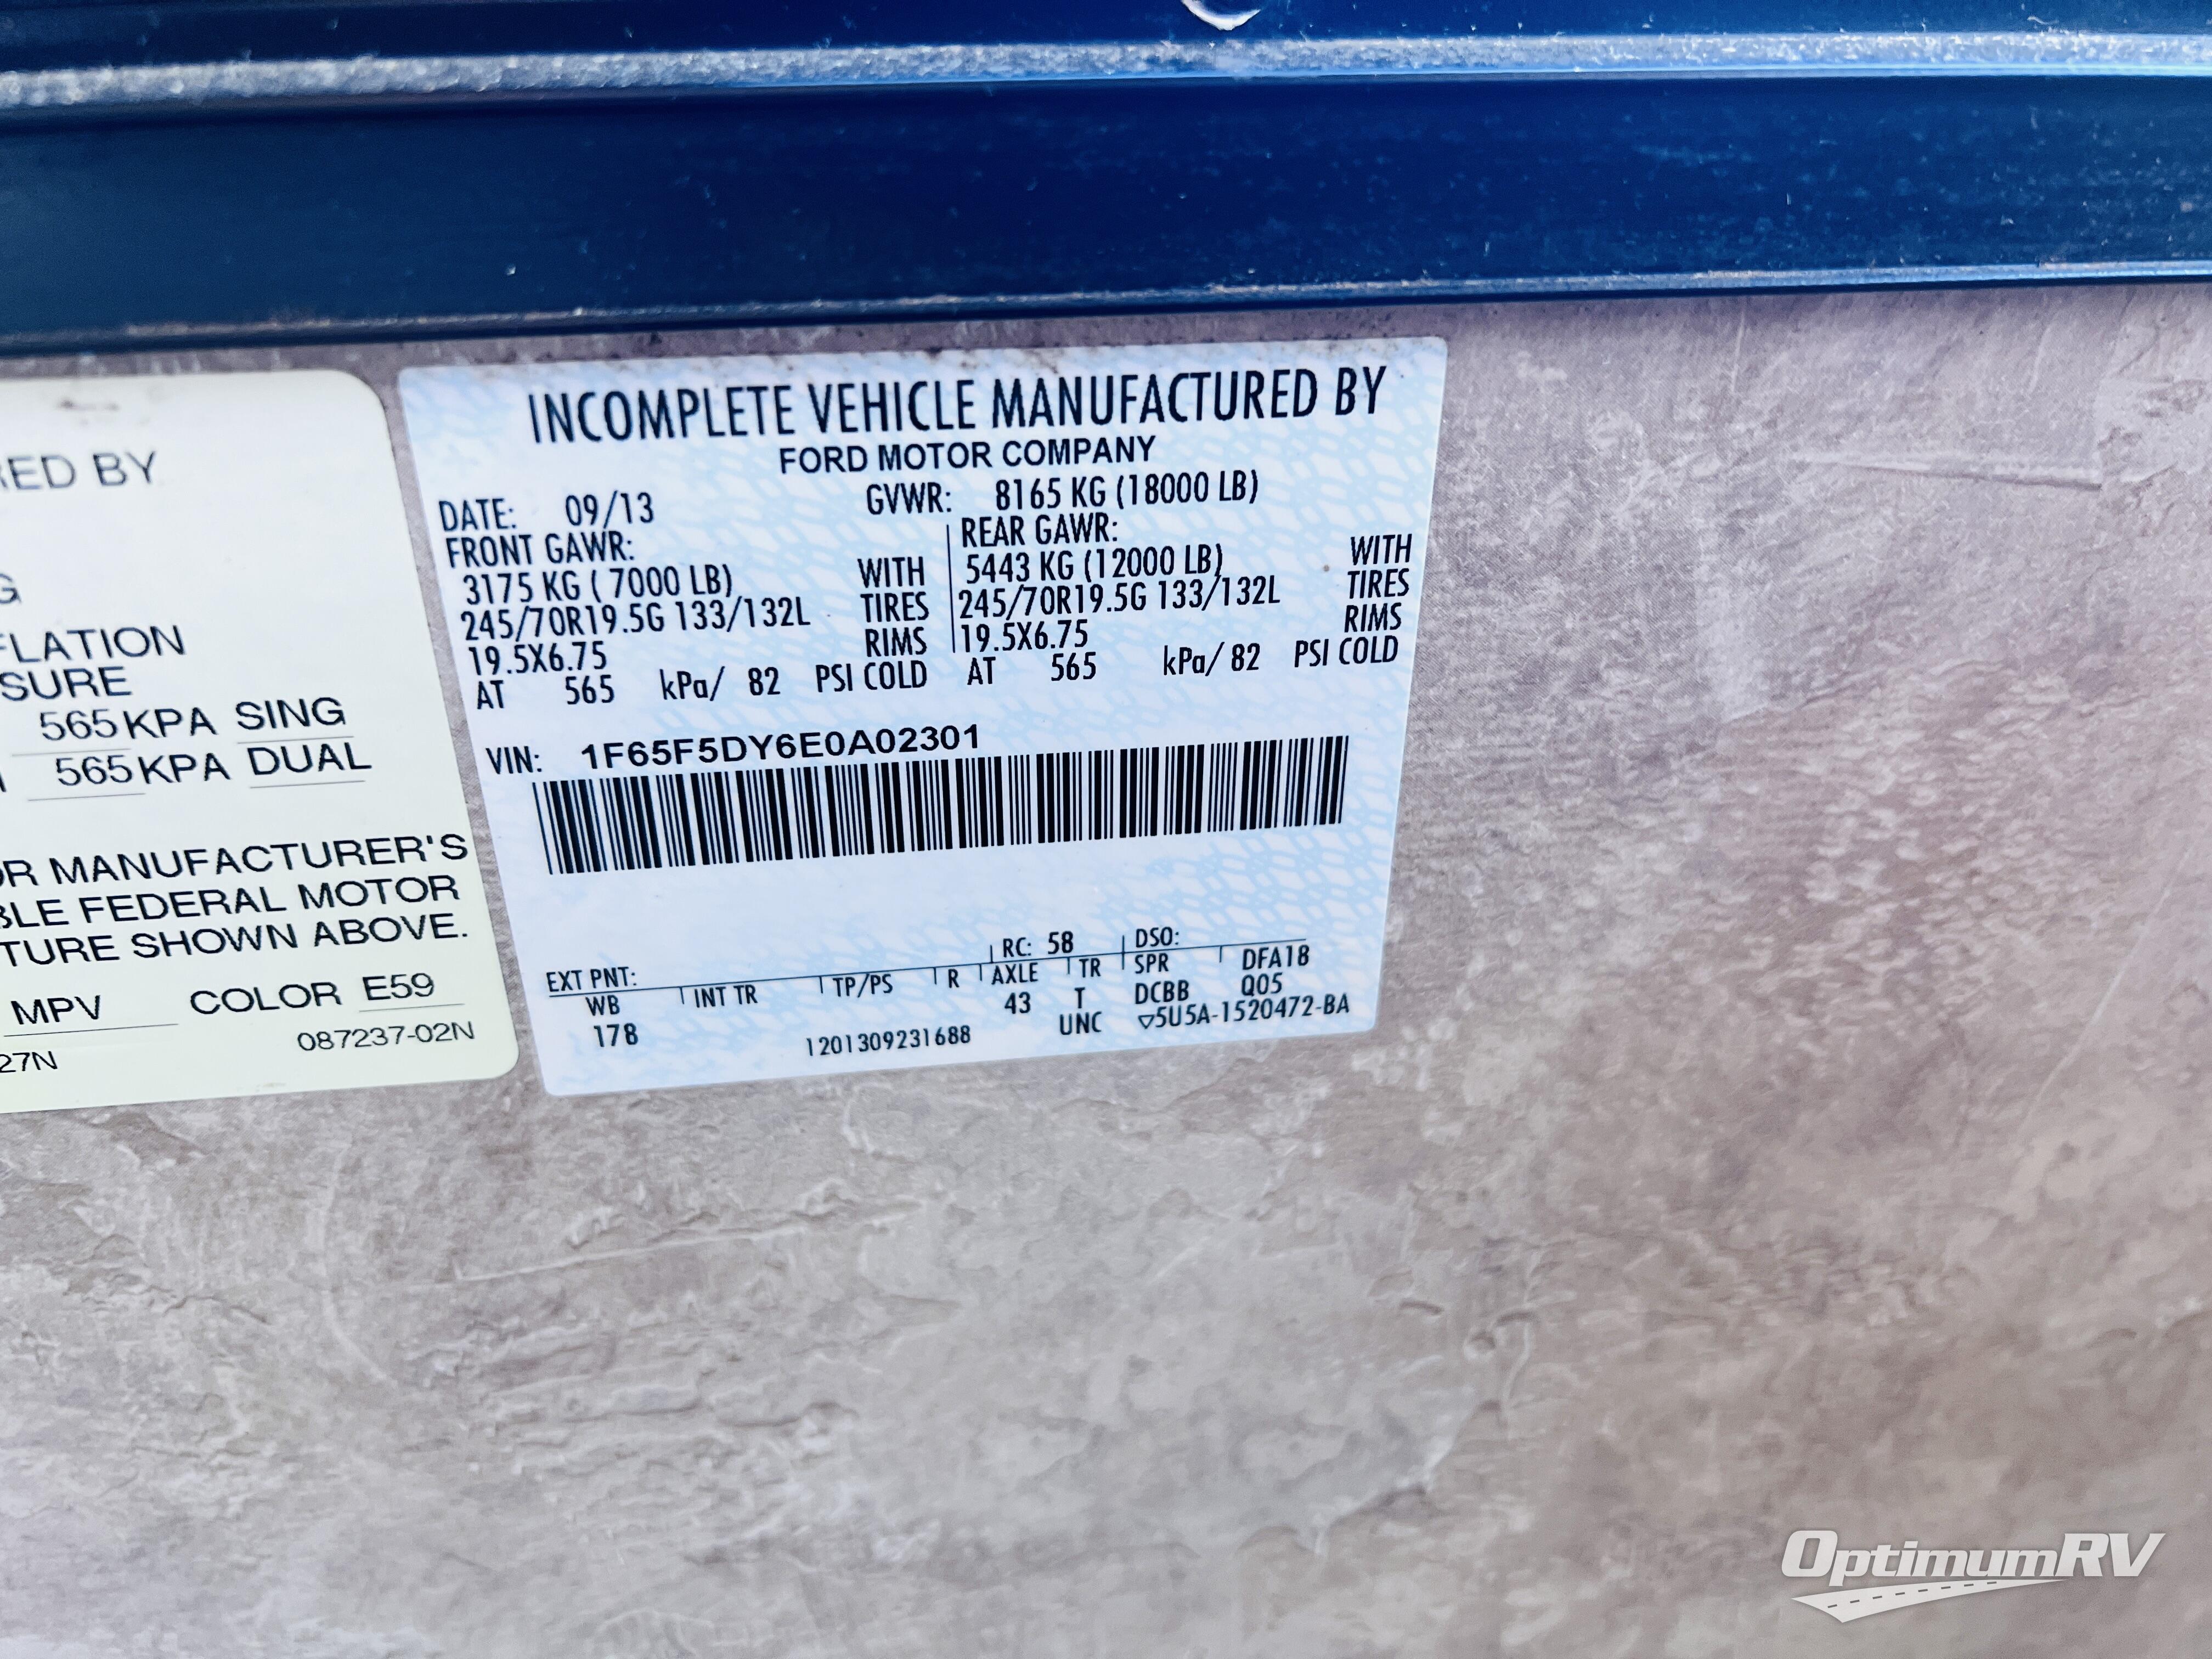 RED BY
G
FLATION
SURE
565 KPA SING
565 KPA DUAL
OR MANUFACTURER'S
BLE FEDERAL MOTOR
TURE SHOWN ABOVE.
MPV COLOR E59
087237-02N
27N
INCOMPLETE VEHICLE MANUFACTURED BY
FORD MOTOR COMPANY
DATE: 09/13 GVWR: 8165 KG (18000 LB)
FRONT GAWR: REAR GAWR:
3175 KG ( 7000 LB) WITH 5443 KG (12000 LB) WITH
245/70R19.5G 133/132L TIRES 245/70R19.5G 133/132L TIRES
19.5X6.75 RIMS 19.5X6.75 RIMS
AT 565 kPa/ 82 PSI COLD AT 565 kPa/ 82 PSI COLD
VIN: 1F65F5DY6E0A02301
EXT PNT: RC: 58 DSO:
WB INT TR TP/PS R AXLE TR SPR DFA18
178 43 T DCBB Q05
1201309231688 UNC ▽5U5A-1520472-BA
OptimumRV